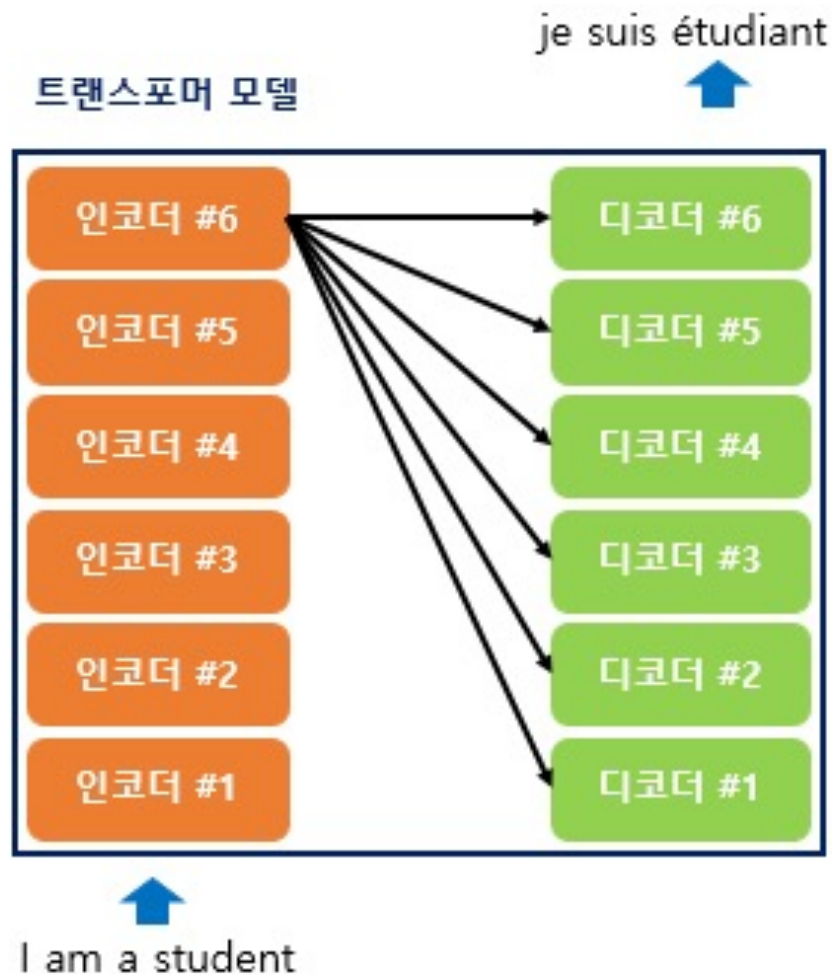 je suis étudiant
트랜스포머 모델
인코더 #6
디코더 #6
인코더 #5
디코더 #5
인코더 #4
디코더 #4
인코더 #3
디코더 #3
인코더 #2
디코더 #2
인코더 #1
디코더 #1
I am a student